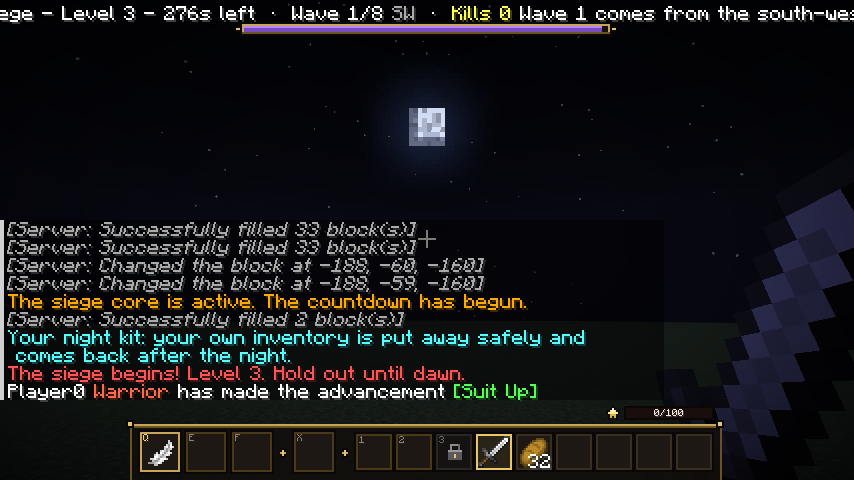 ege - Level 3 - 276s left · Wave 1/8 SW · Kills 0 Wave 1 comes from the south-wes
[Server: Successfully filled 33 block(s)]
[Server: Successfully filled 33 block(s)]
[Server: Changed the block at -188, -60, -160]
[Server: Changed the block at -188, -59, -160]
The siege core is active. The countdown has begun.
[Server: Successfully filled 2 block(s)]
Your night kit: your own inventory is put away safely and
comes back after the night.
The siege begins! Level 3. Hold out until dawn.
Player0 Warrior has made the advancement [Suit Up]
0/100
Q E F X 1 2 3
32